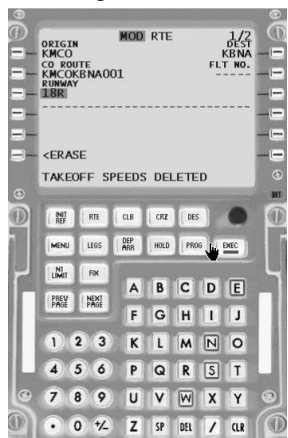 MOD RTE 1/2
ORIGIN DEST
KMCO KBNA
CO ROUTE FLT NO.
KMCOKBNA001 -----
RUNWAY
18R
<ERASE
TAKEOFF SPEEDS DELETED
INIT REF RTE CLB CRZ DES
MENU LEGS DEP ARR HOLD PROG EXEC
N1 LIMIT FIX
PREV PAGE NEXT PAGE
A B C D E
F G H I J
1 2 3 K L M N O
4 5 6 P Q R S T
7 8 9 U V W X Y
. 0 +/- Z SP DEL / CLR